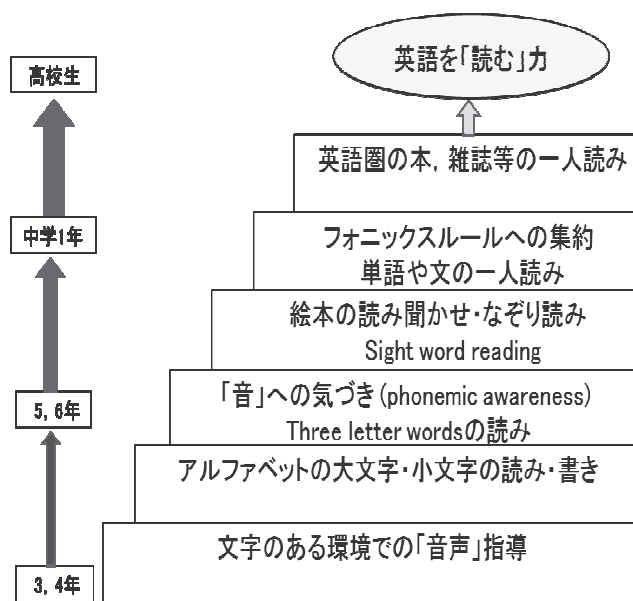 英語を「読む」力
高校生
英語圏の本, 雑誌等の一人読み
中学1年
フォニックスルールへの集約
単語や文の一人読み
絵本の読み聞かせ・なぞり読み
Sight word reading
5, 6年
「音」への気づき(phonemic awareness)
Three letter wordsの読み
アルファベットの大文字・小文字の読み・書き
文字のある環境での「音声」指導
3, 4年